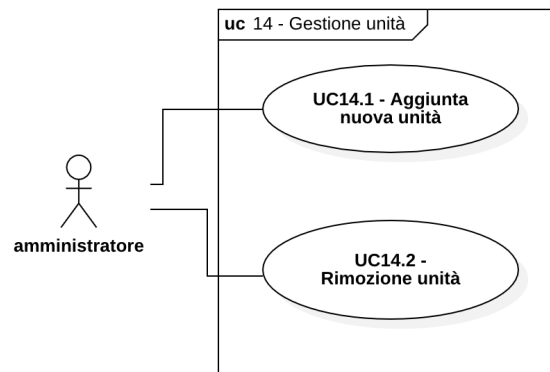 uc 14 - Gestione unità
UC14.1 - Aggiunta
nuova unità
amministratore
UC14.2 -
Rimozione unità